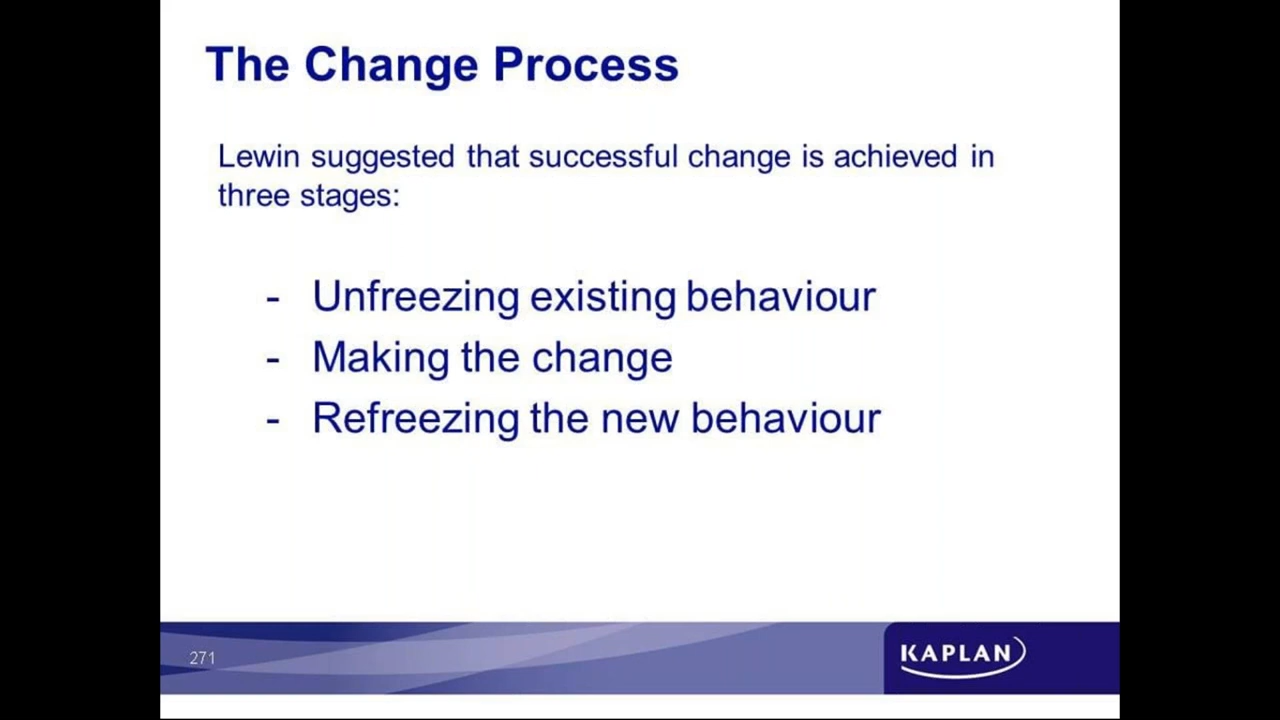 The Change Process
Lewin suggested that successful change is achieved in
three stages:
- Unfreezing existing behaviour
- Making the change
- Refreezing the new behaviour
271
KAPLAN